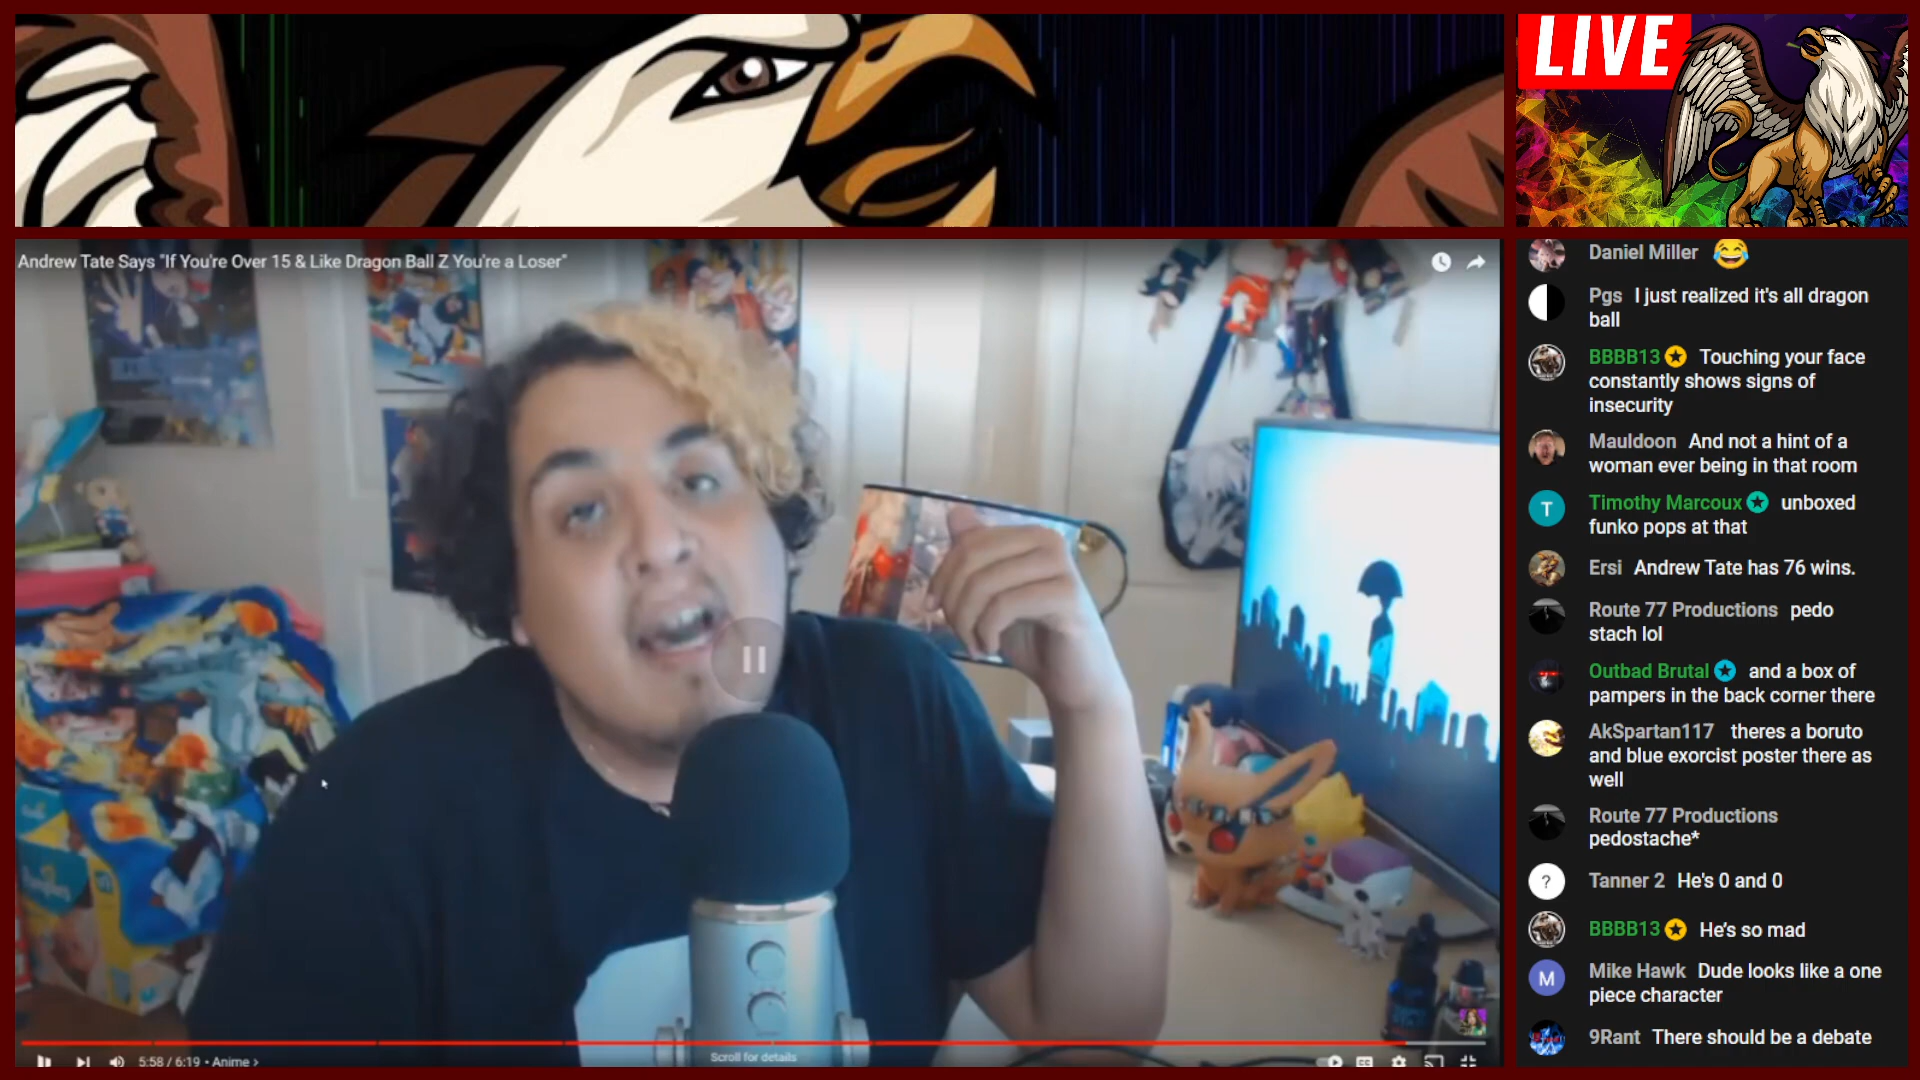 LIVE
Andrew Tate Says "If You're Over 15 & Like Dragon Ball Z You're a Loser"
5:58 / 6:19 • Anime >
Scroll for details
CC
Pampers
Daniel Miller 😂
Pgs I just realized it's all dragon
ball
BBBB13 Touching your face
constantly shows signs of
insecurity
Mauldoon And not a hint of a
woman ever being in that room
T
Timothy Marcoux unboxed
funko pops at that
Ersi Andrew Tate has 76 wins.
Route 77 Productions pedo
stach lol
Outbad Brutal and a box of
pampers in the back corner there
AkSpartan117 theres a boruto
and blue exorcist poster there as
well
Route 77 Productions
pedostache*
?
Tanner 2 He's 0 and 0
BBBB13 He's so mad
M
Mike Hawk Dude looks like a one
piece character
9Rant There should be a debate